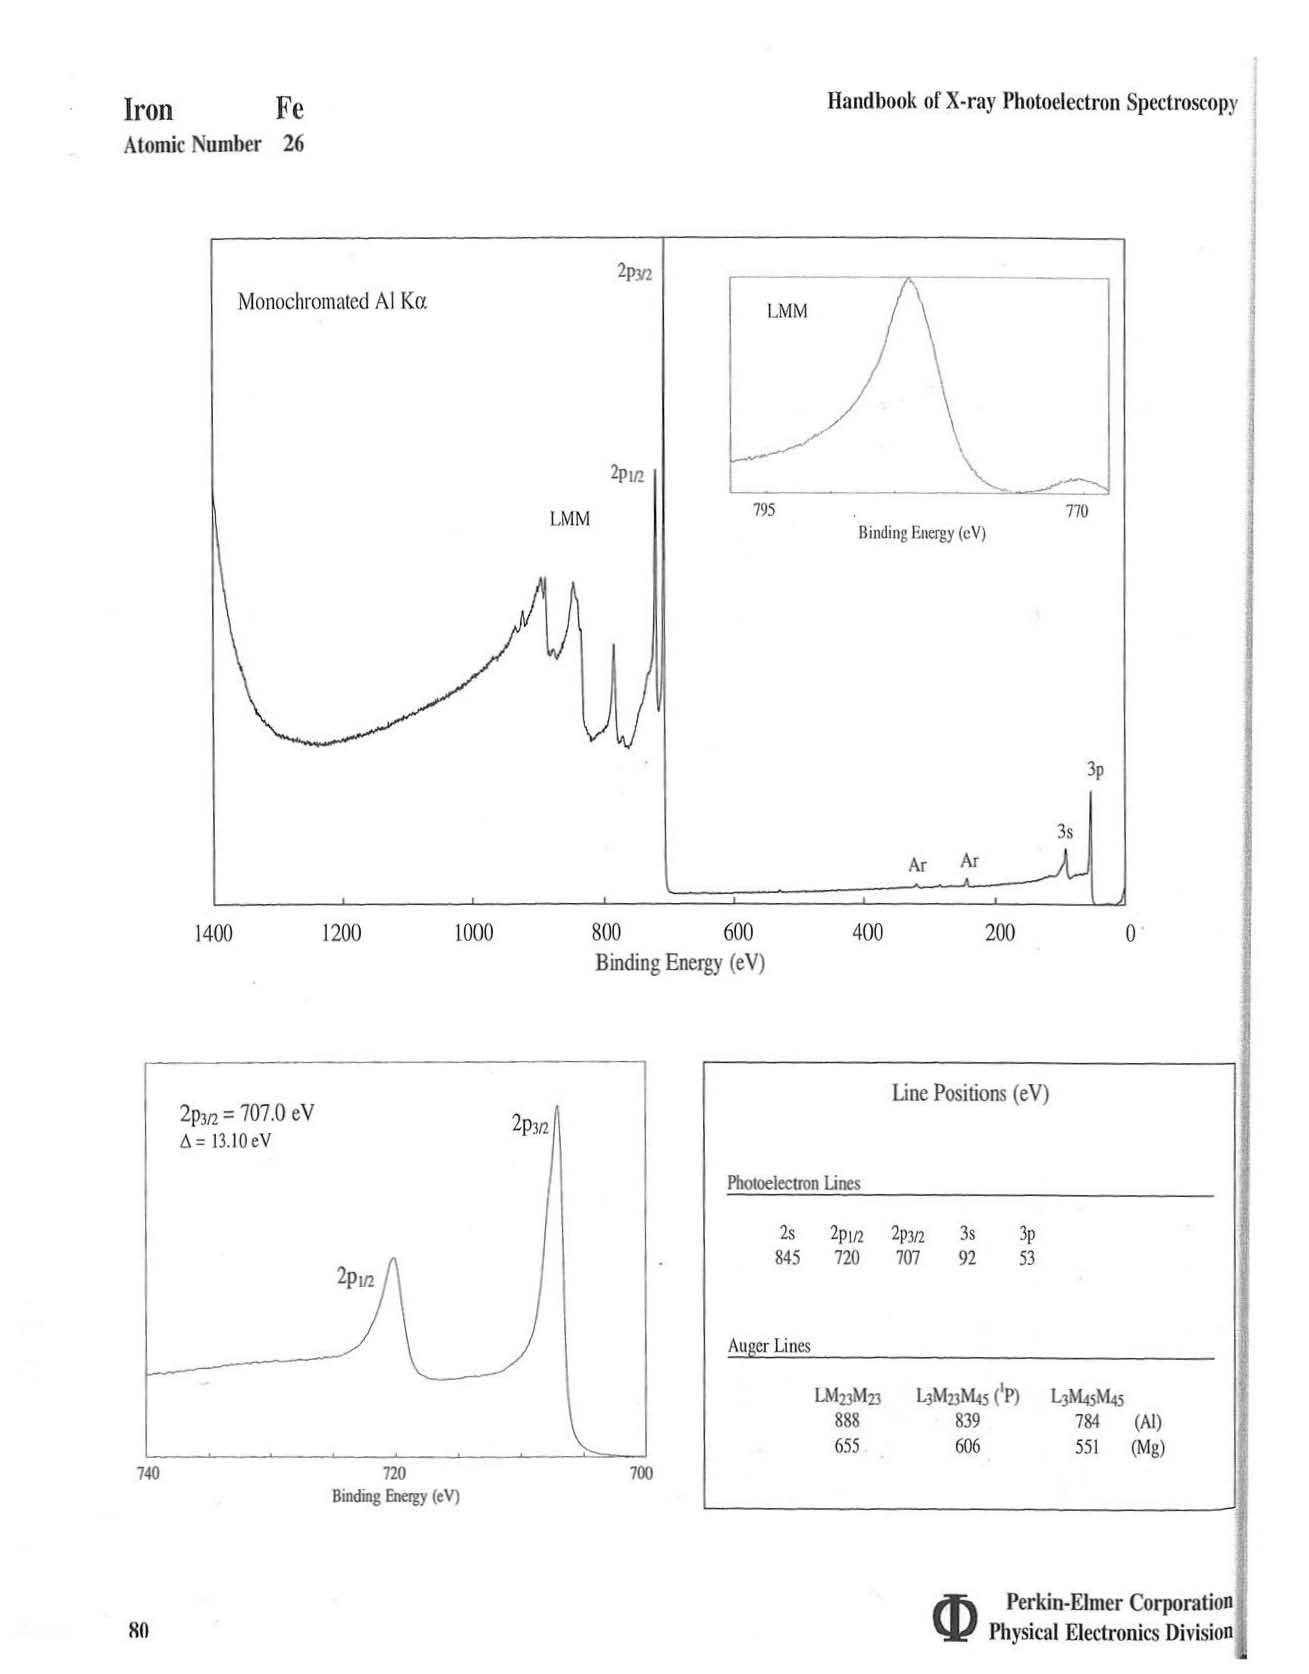 Iron Fe
Handbook of X-ray Photoelectron Spectroscopy
Atomic Number 26
Monochromated Al Kα
2p3/2
2p1/2
LMM
LMM
795 770
Binding Energy (eV)
3p
3s
Ar
Ar
1400 1200 1000 800 600 400 200 0
Binding Energy (eV)
2p3/2 = 707.0 eV
Δ = 13.10 eV
2p3/2
2p1/2
740 720 700
Binding Energy (eV)
Line Positions (eV)
Photoelectron Lines
2s 2p1/2 2p3/2 3s 3p
845 720 707 92 53
Auger Lines
LM23M23 L3M23M45 (¹P) L3M45M45
888 839 784 (Al)
655 606 551 (Mg)
80
Φ Perkin-Elmer Corporation
Physical Electronics Division